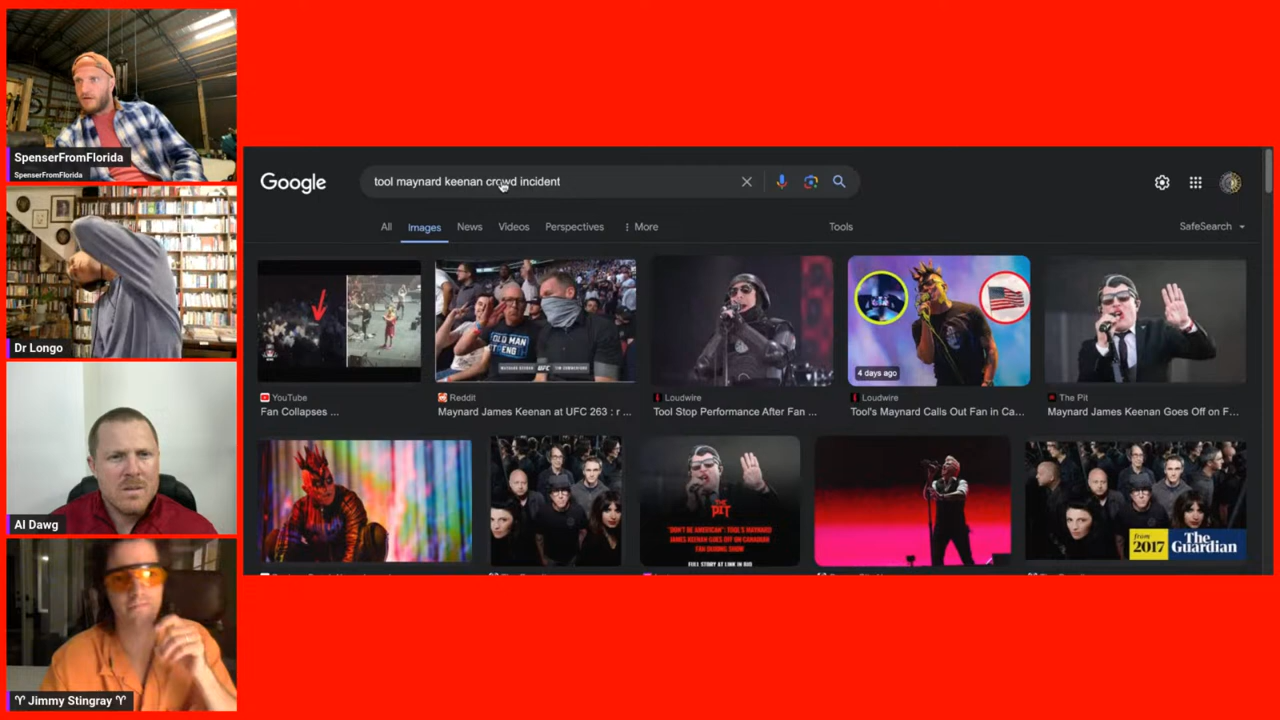 SpenserFromFlorida
SpenserFromFlorida
Dr Longo
Al Dawg
♈ Jimmy Stingray ♈
Google
tool maynard keenan crowd incident
All
Images
News
Videos
Perspectives
More
Tools
SafeSearch
YouTube
Fan Collapses ...
OLD MAN
MAYNARD KEENAN
UFC
Reddit
Maynard James Keenan at UFC 263 : r ...
Loudwire
Tool Stop Performance After Fan ...
4 days ago
Loudwire
Tool's Maynard Calls Out Fan in Ca...
The Pit
Maynard James Keenan Goes Off on F...
THE
PIT
"DON'T BE AMERICAN": TOOL'S MAYNARD
JAMES KEENAN GOES OFF ON CANADIAN
FAN DURING SHOW
FULL STORY AT LINK IN BIO
from
2017
The
Guardian